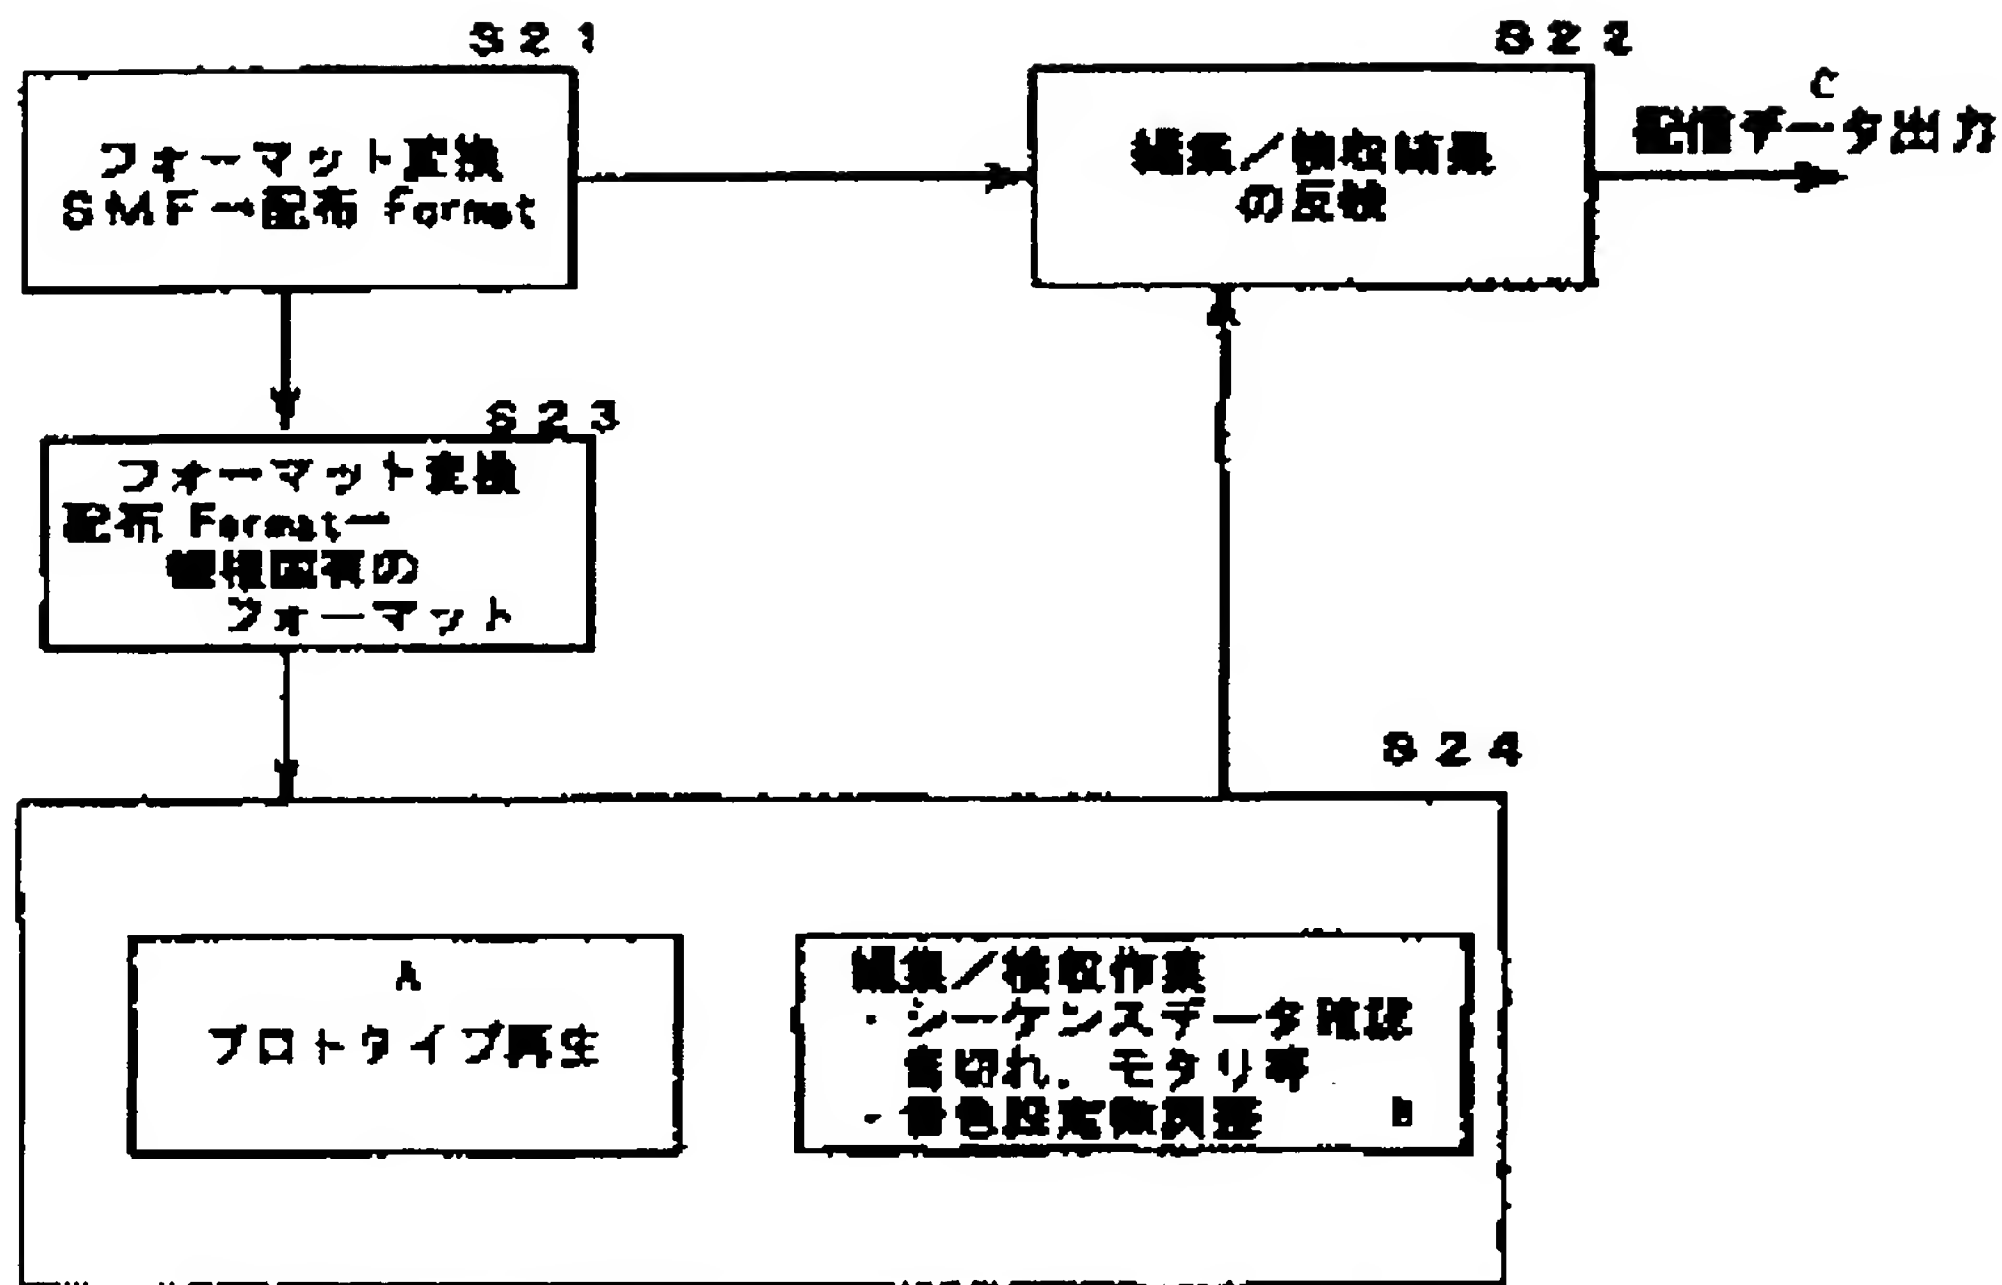 S21
フォーマット変換
SMF→配布 format
S22
編集/検収結果
の反映
C
配信データ出力
S23
フォーマット変換
配布 Format→
機種固有の
フォーマット
S24
A
プロトタイプ再生
編集/検収作業
・シーケンスデータ確認
音切れ,モタリ等
・音色設定微調整
B